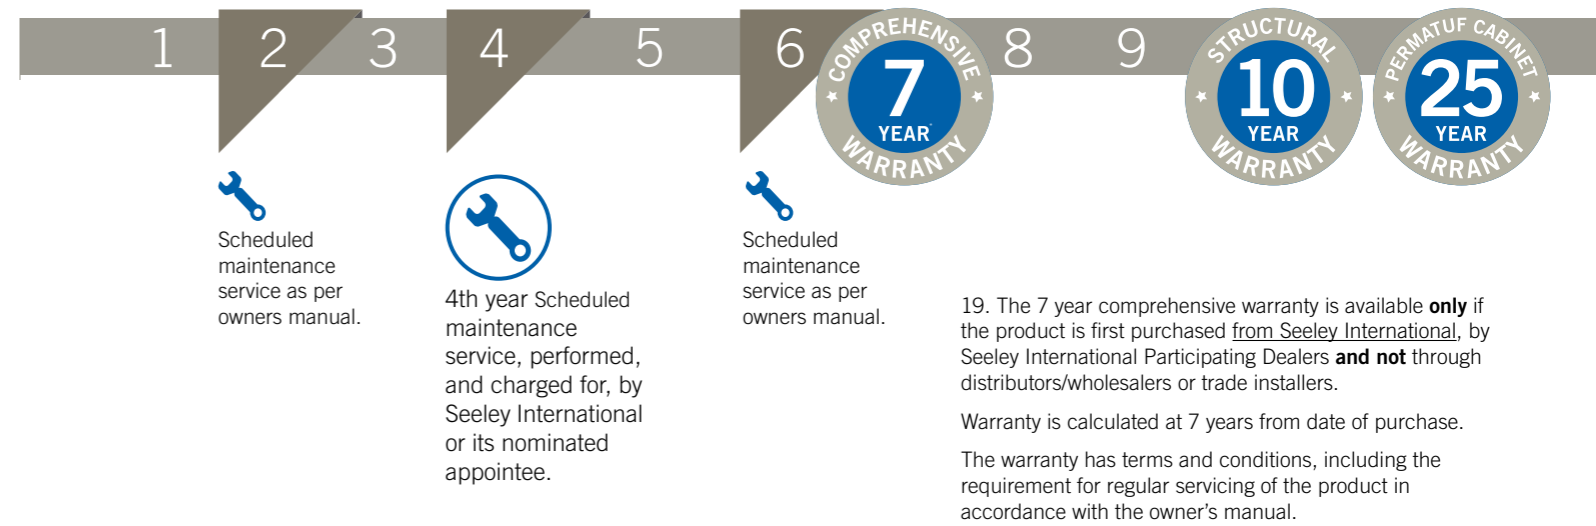 1 2 3 4 5 6 8 9
COMPREHENSIVE
7
YEAR
WARRANTY
STRUCTURAL
10
YEAR
WARRANTY
PERMATUF CABINET
25
YEAR
WARRANTY
Scheduled
maintenance
service as per
owners manual.
4th year Scheduled
maintenance
service, performed,
and charged for, by
Seeley International
or its nominated
appointee.
Scheduled
maintenance
service as per
owners manual.
19. The 7 year comprehensive warranty is available only if
the product is first purchased from Seeley International, by
Seeley International Participating Dealers and not through
distributors/wholesalers or trade installers.
Warranty is calculated at 7 years from date of purchase.
The warranty has terms and conditions, including the
requirement for regular servicing of the product in
accordance with the owner’s manual.